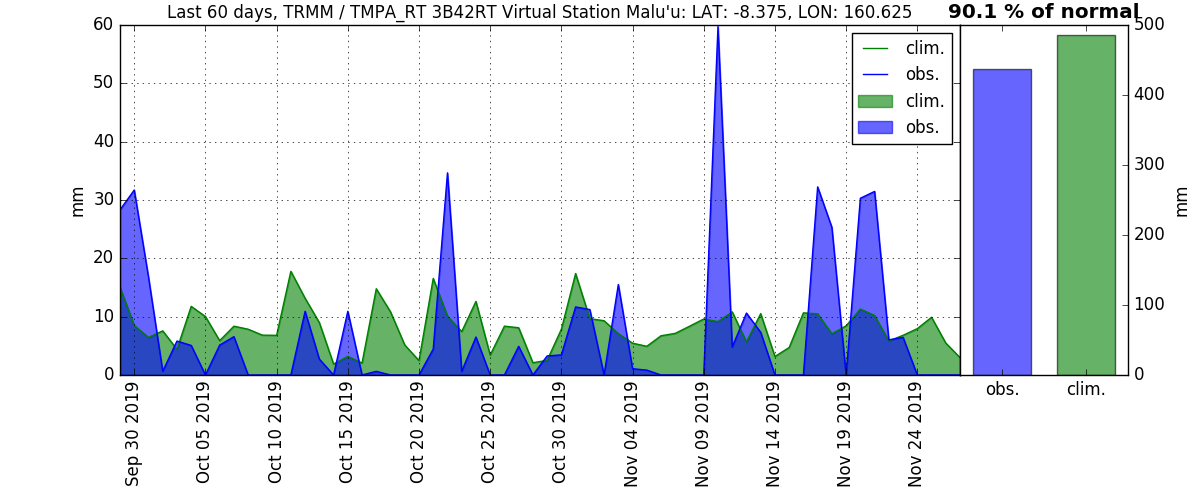 Last 60 days, TRMM / TMPA_RT 3B42RT Virtual Station Malu'u: LAT: -8.375, LON: 160.625
90.1 % of normal
60
50
40
30
20
10
0
mm
clim.
obs.
clim.
obs.
500
400
300
200
100
0
mm
obs.
clim.
Sep 30 2019
Oct 05 2019
Oct 10 2019
Oct 15 2019
Oct 20 2019
Oct 25 2019
Oct 30 2019
Nov 04 2019
Nov 09 2019
Nov 14 2019
Nov 19 2019
Nov 24 2019